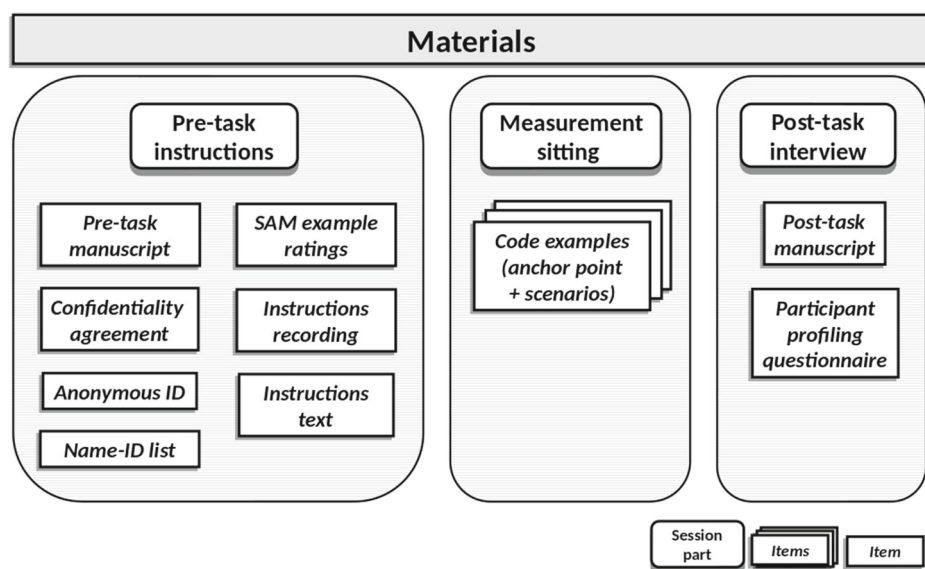 Materials
Pre-task
instructions
Pre-task
manuscript
Confidentiality
agreement
Anonymous ID
Name-ID list
SAM example
ratings
Instructions
recording
Instructions
text
Measurement
sitting
Code examples
(anchor point
+ scenarios)
Post-task
interview
Post-task
manuscript
Participant
profiling
questionnaire
Session
part
Items
Item